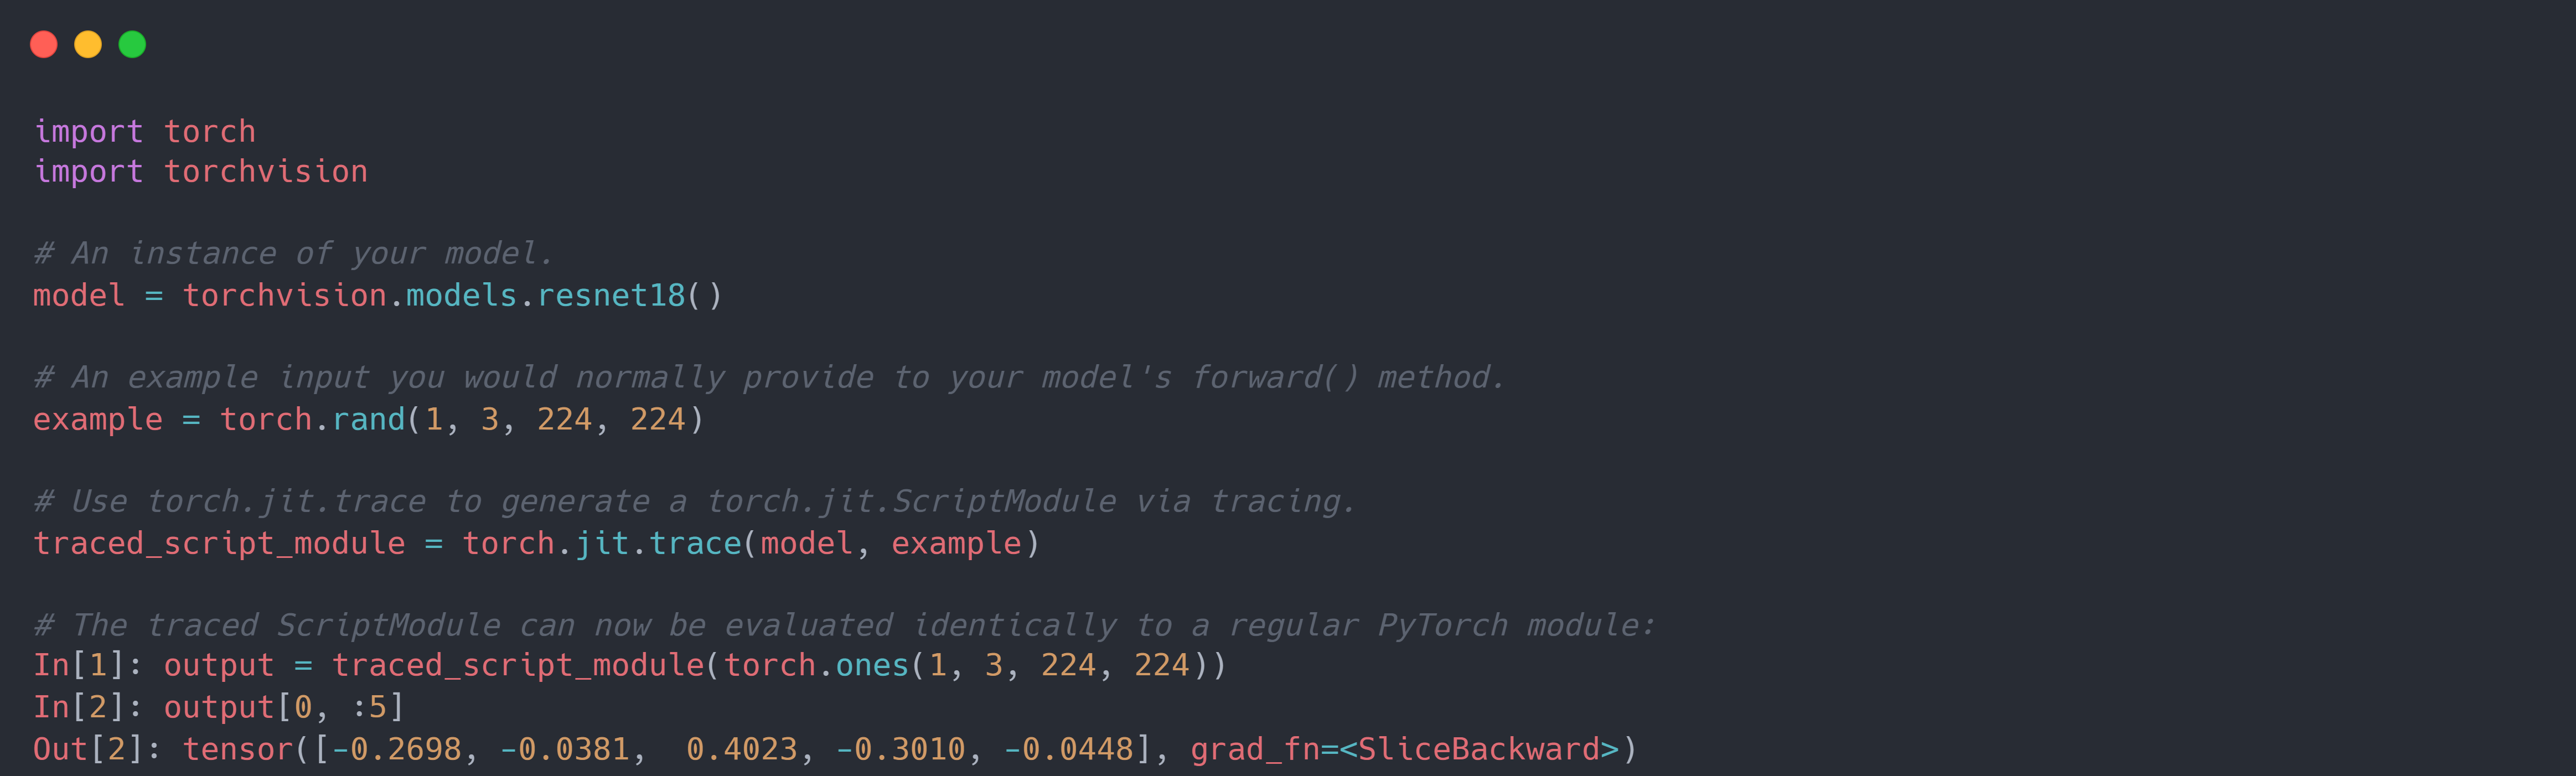 import torch
import torchvision
# An instance of your model.
model = torchvision.models.resnet18()
# An example input you would normally provide to your model's forward() method.
example = torch.rand(1, 3, 224, 224)
# Use torch.jit.trace to generate a torch.jit.ScriptModule via tracing.
traced_script_module = torch.jit.trace(model, example)
# The traced ScriptModule can now be evaluated identically to a regular PyTorch module:
In[1]: output = traced_script_module(torch.ones(1, 3, 224, 224))
In[2]: output[0, :5]
Out[2]: tensor([-0.2698, -0.0381,  0.4023, -0.3010, -0.0448], grad_fn=<SliceBackward>)